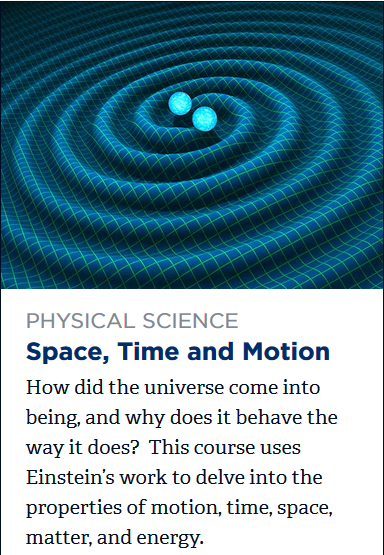 PHYSICAL SCIENCE
Space, Time and Motion
How did the universe come into
being, and why does it behave the
way it does?  This course uses
Einstein’s work to delve into the
properties of motion, time, space,
matter, and energy.